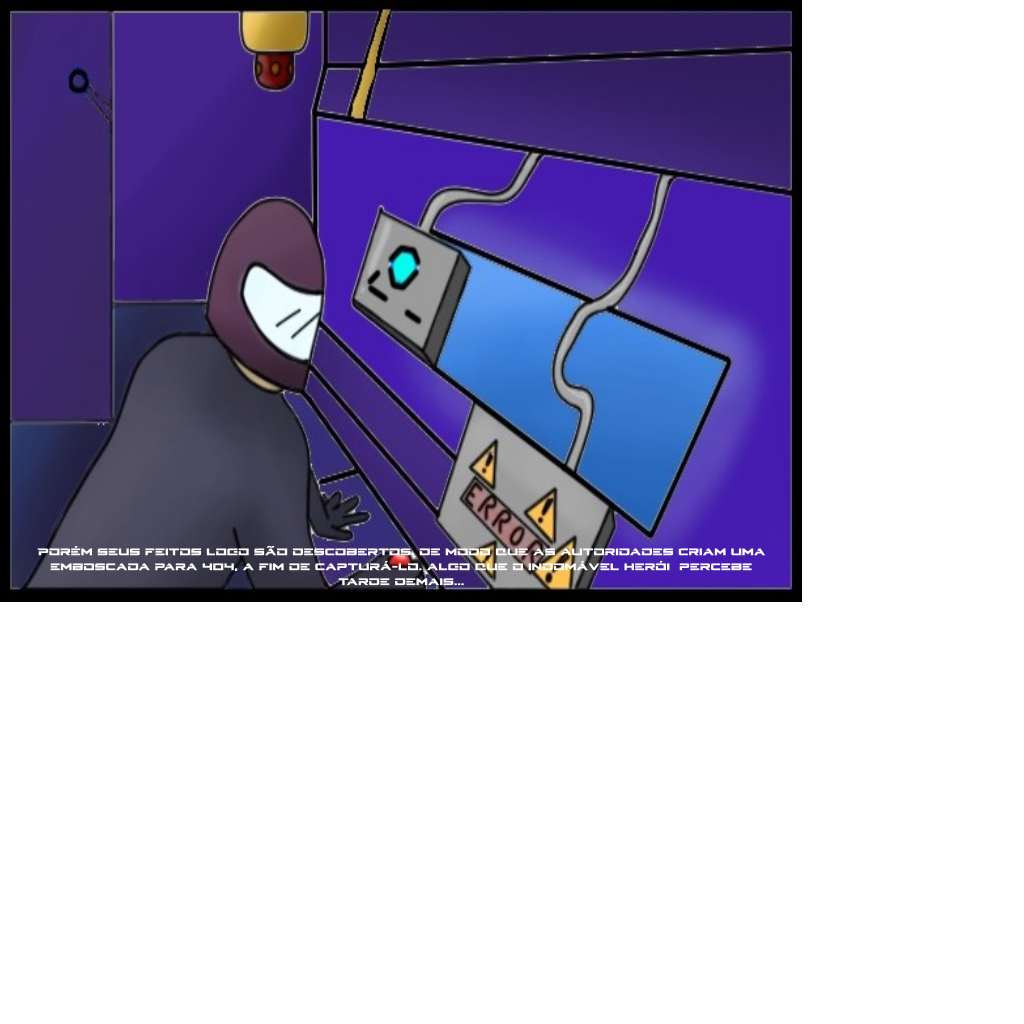 ERROR
PORÉM SEUS FEITOS LOGO SÃO DESCOBERTOS, DE MODO QUE AS AUTORIDADES CRIAM UMA
EMBOSCADA PARA 404, A FIM DE CAPTURÁ-LO. ALGO QUE O INDOMÁVEL HERÓI PERCEBE
TARDE DEMAIS...